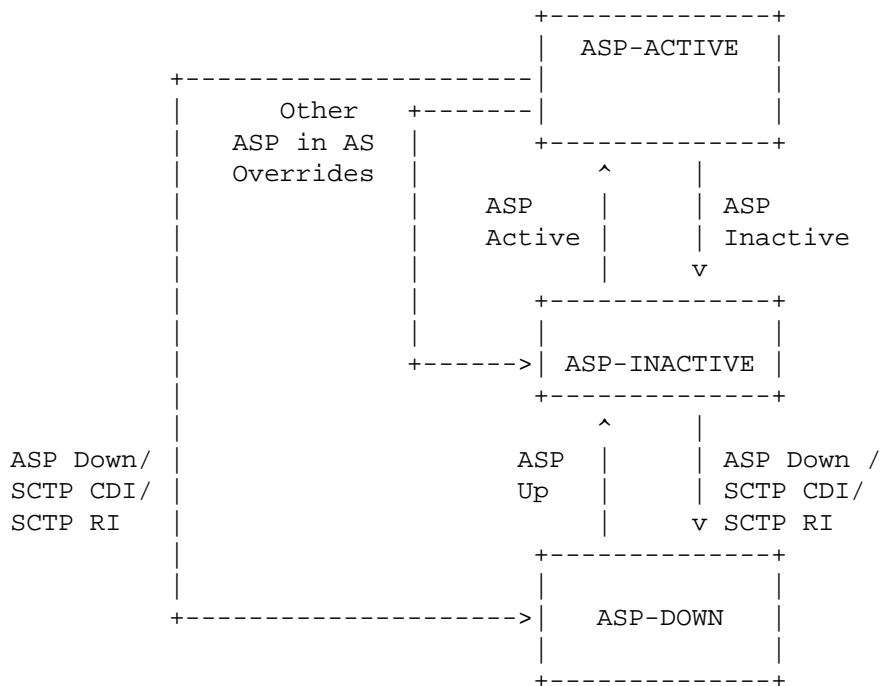 ASP-ACTIVE
Other
ASP in AS
Overrides
ASP
Active
ASP
Inactive
ASP-INACTIVE
ASP Down/
SCTP CDI/
SCTP RI
ASP
Up
ASP Down /
SCTP CDI/
SCTP RI
ASP-DOWN